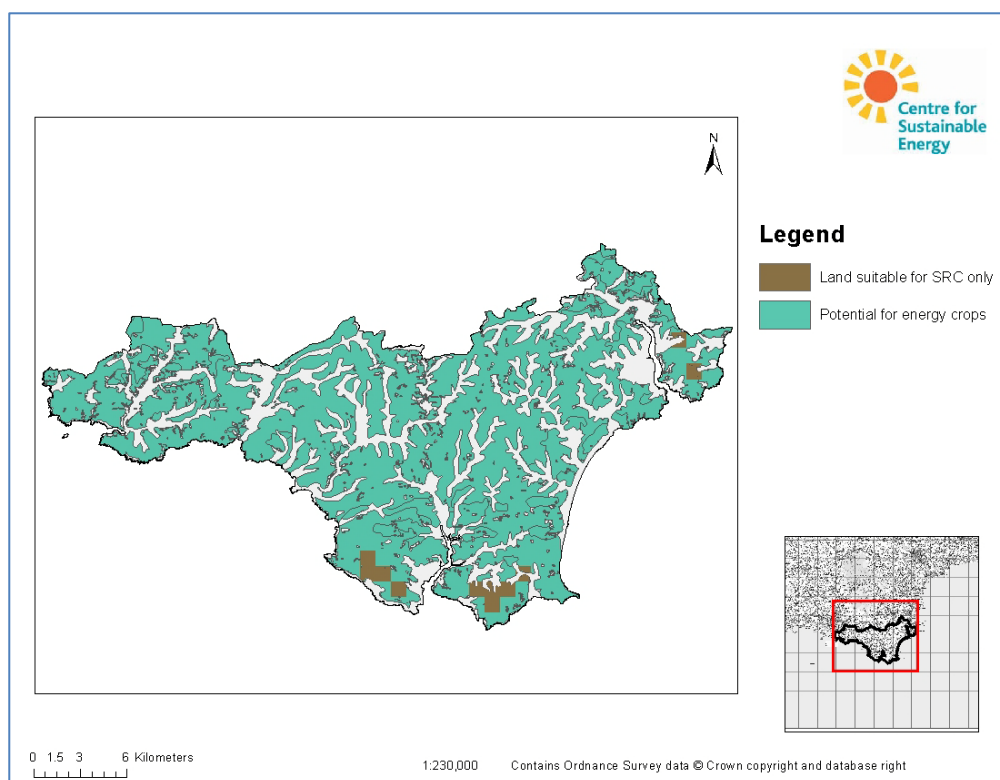 Centre for
Sustainable
Energy
N
Legend
Land suitable for SRC only
Potential for energy crops
0 1.5 3 6 Kilometers
1:230,000
Contains Ordnance Survey data © Crown copyright and database right